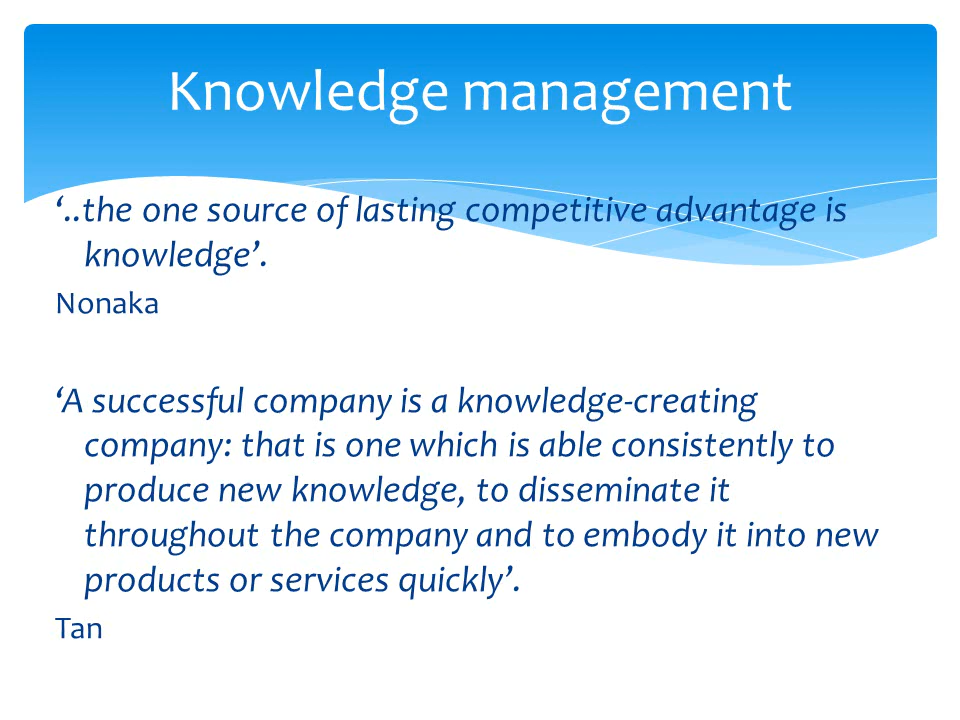 Knowledge management
‘..the one source of lasting competitive advantage is
knowledge’.
Nonaka
‘A successful company is a knowledge-creating
company: that is one which is able consistently to
produce new knowledge, to disseminate it
throughout the company and to embody it into new
products or services quickly’.
Tan